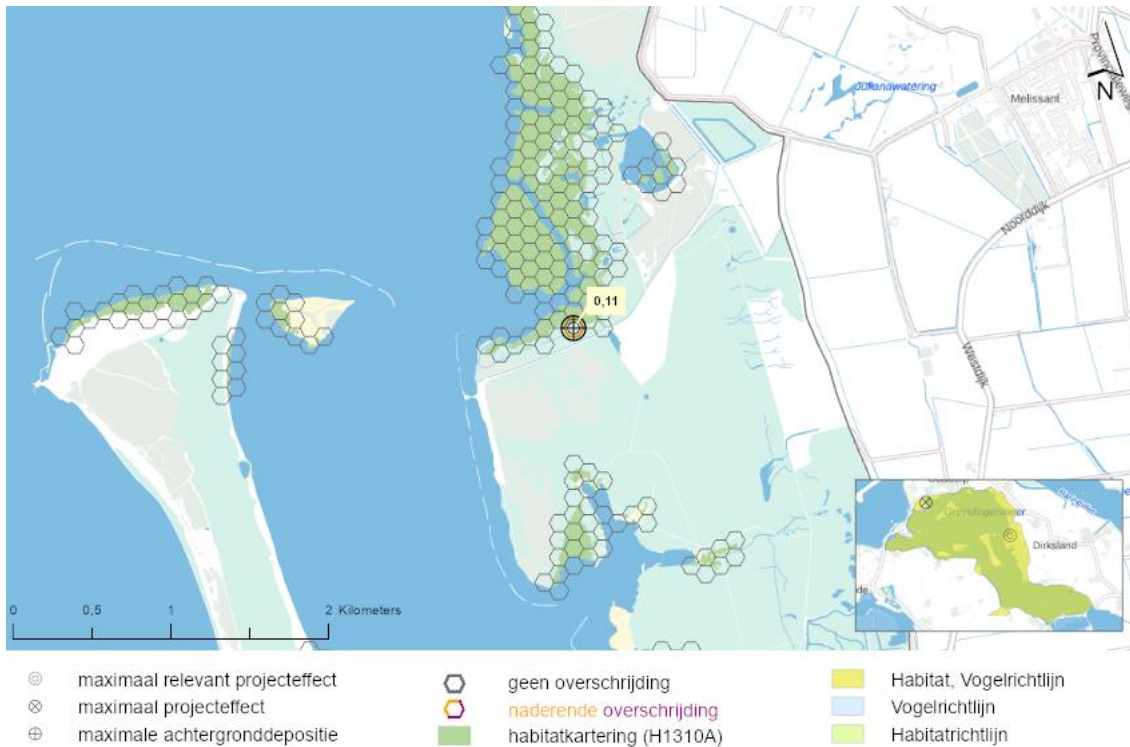 Julianawatering
Melissant
Provincialeweg
N
Noorddijk
Westdijk
0,11
Grevelingenmeer
Dirksland
0 0,5 1 2 Kilometers
maximaal relevant projecteffect
maximaal projecteffect
maximale achtergronddepositie
geen overschrijding
naderende overschrijding
habitatkartering (H1310A)
Habitat, Vogelrichtlijn
Vogelrichtlijn
Habitatrichtlijn